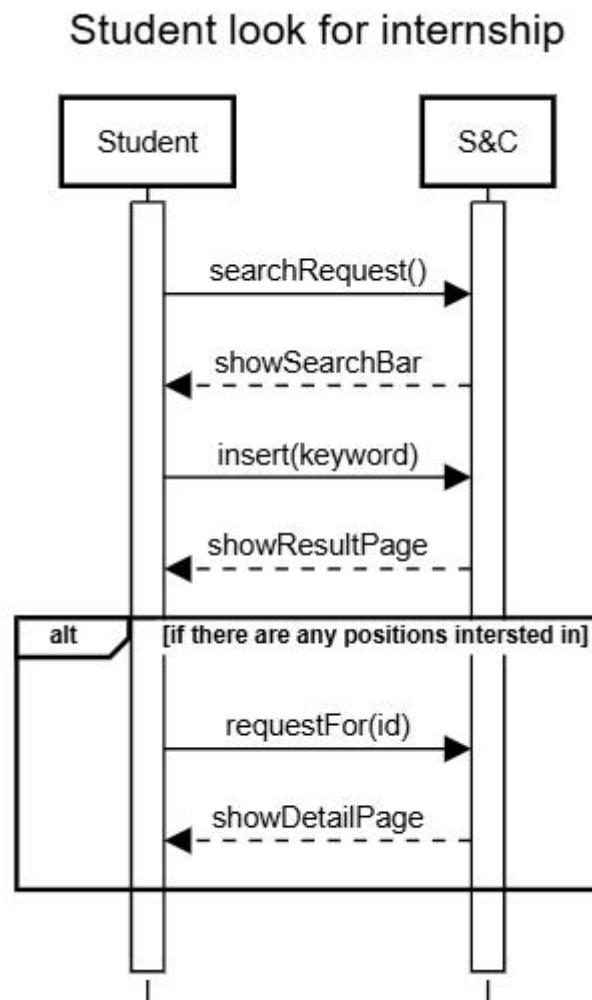 Student look for internship
Student
S&C
searchRequest()
showSearchBar
insert(keyword)
showResultPage
alt
[if there are any positions intersted in]
requestFor(id)
showDetailPage